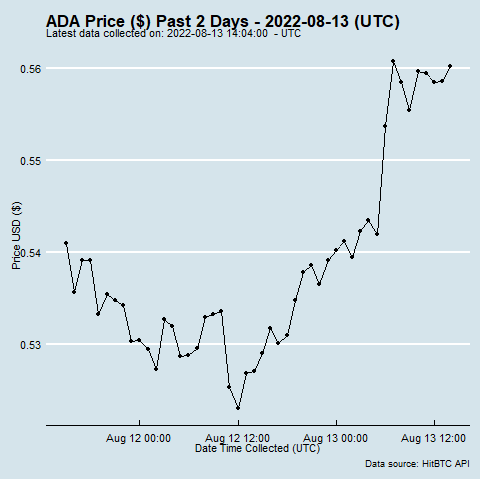 ADA Price ($) Past 2 Days - 2022-08-13 (UTC)
Latest data collected on: 2022-08-13 14:04:00 - UTC
0.56
0.55
0.54
0.53
Price USD ($)
Aug 12 00:00
Aug 12 12:00
Aug 13 00:00
Aug 13 12:00
Date Time Collected (UTC)
Data source: HitBTC API